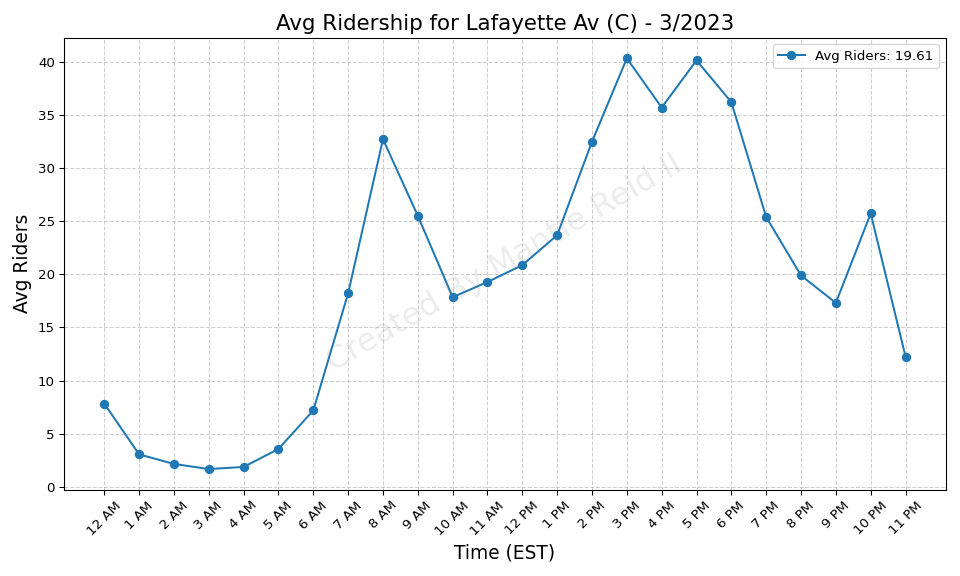 Avg Ridership for Lafayette Av (C) - 3/2023
Avg Riders: 19.61
Avg Riders
40
35
30
25
20
15
10
5
0
12 AM
1 AM
2 AM
3 AM
4 AM
5 AM
6 AM
7 AM
8 AM
9 AM
10 AM
11 AM
12 PM
1 PM
2 PM
3 PM
4 PM
5 PM
6 PM
7 PM
8 PM
9 PM
10 PM
11 PM
Time (EST)
Created By Mantie Reid II